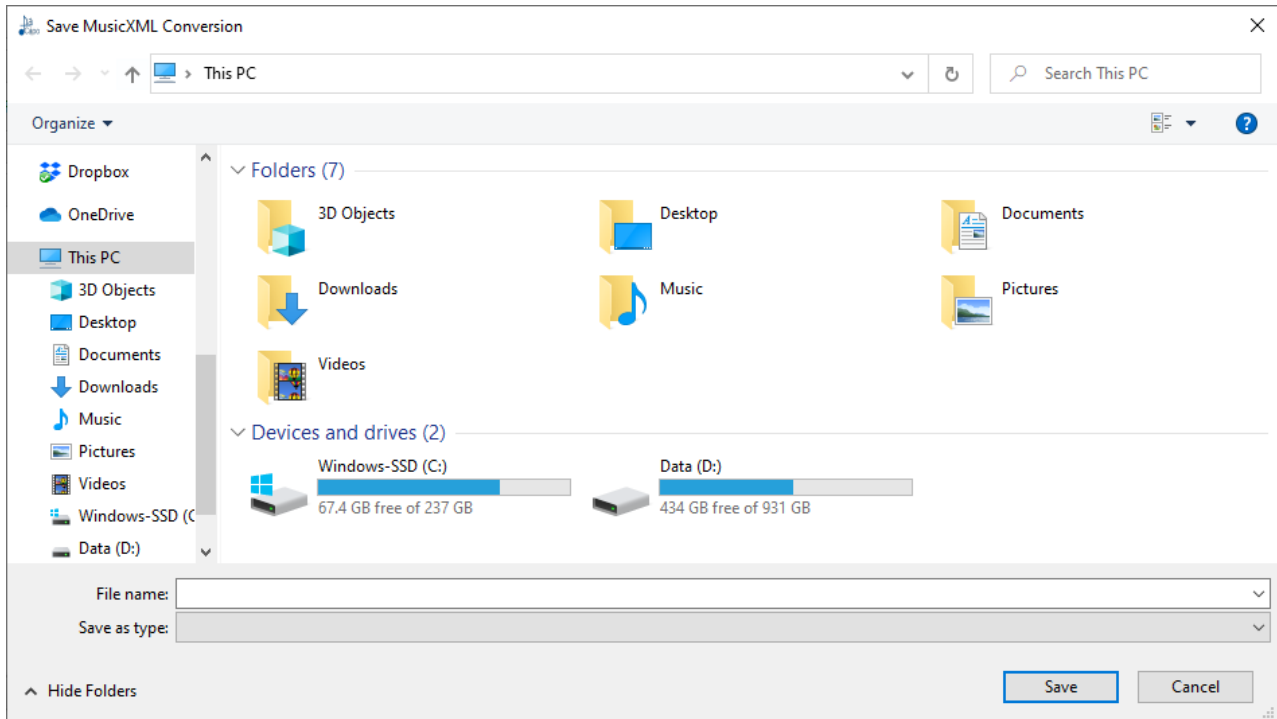 Save MusicXML Conversion
This PC
Search This PC
Organize
Dropbox
OneDrive
This PC
3D Objects
Desktop
Documents
Downloads
Music
Pictures
Videos
Windows-SSD (C
Data (D:)
Folders (7)
3D Objects
Desktop
Documents
Downloads
Music
Pictures
Videos
Devices and drives (2)
Windows-SSD (C:)
67.4 GB free of 237 GB
Data (D:)
434 GB free of 931 GB
File name:
Save as type:
Hide Folders
Save
Cancel